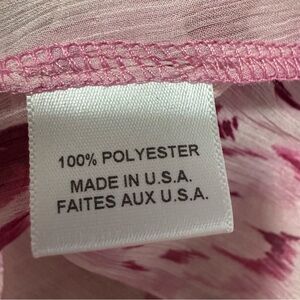 100% POLYESTER
MADE IN U.S.A.
FAITES AUX U.S.A.